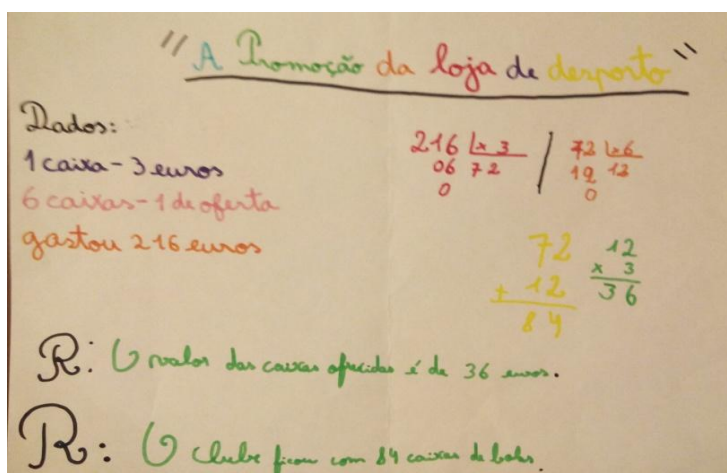 "A Promoção da loja de desporto"
Dados:
1 caixa - 3 euros
6 caixas - 1 de oferta
gastou 216 euros
216 | x 3
06 72
0
72 | x 6
12 12
0
72
+ 12
84
12
x 3
36
R: O valor das caixas ofrecidas é de 36 euros.
R: O clube ficou com 84 caixas de bolas.